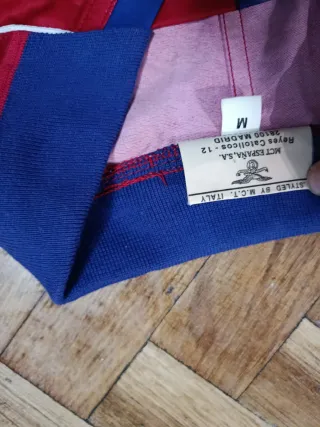 M
STYLED BY M.C.T. ITALY
MCT ESPAÑA,S.A.
Reyes Catolicos - 12
28100 MADRID